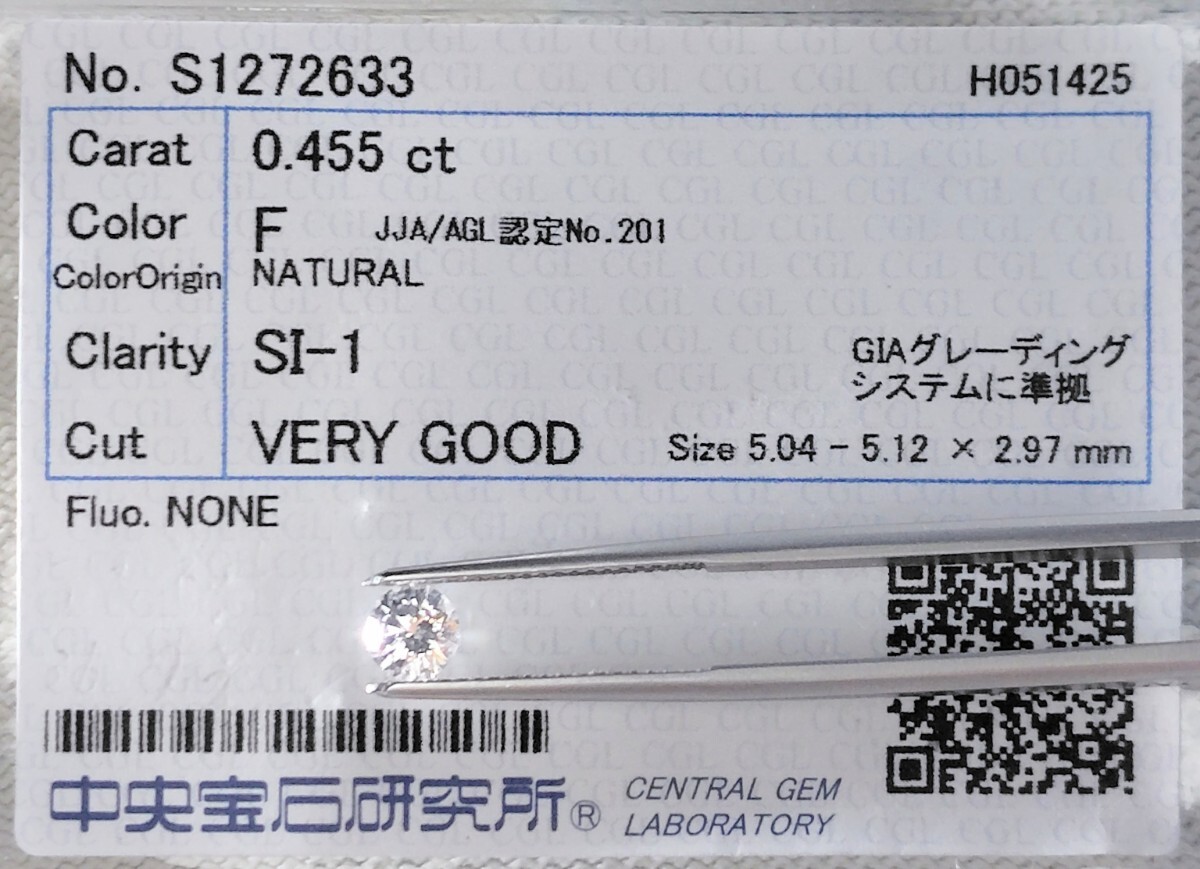 No. S1272633 H051425
Carat 0.455 ct
Color F JJA/AGL認定No.201
ColorOrigin NATURAL
Clarity SI-1 GIAグレーディング
システムに準拠
Cut VERY GOOD Size 5.04 - 5.12 × 2.97 mm
Fluo. NONE
中央宝石研究所® CENTRAL GEM
LABORATORY